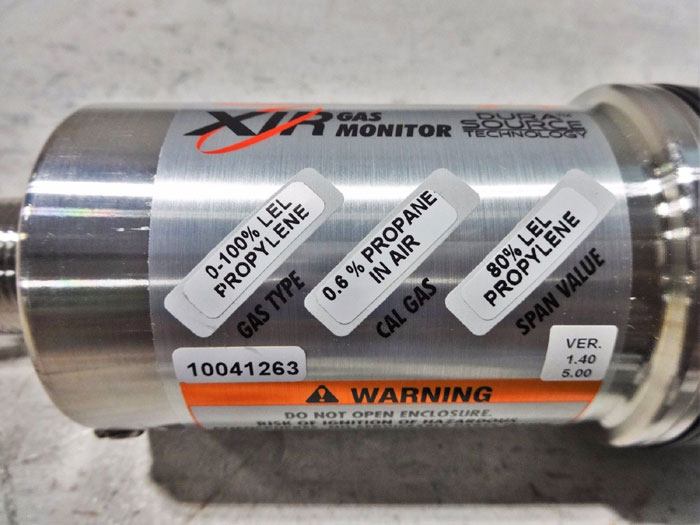 XIR GAS MONITOR
DURA SOURCE TECHNOLOGY
0-100% LEL
PROPYLENE
GAS TYPE
0.6 % PROPANE
IN AIR
CAL GAS
80% LEL
PROPYLENE
SPAN VALUE
10041263
VER.
1.40
5.00
WARNING
DO NOT OPEN ENCLOSURE.
RISK OF IGNITION OF HAZARDOUS